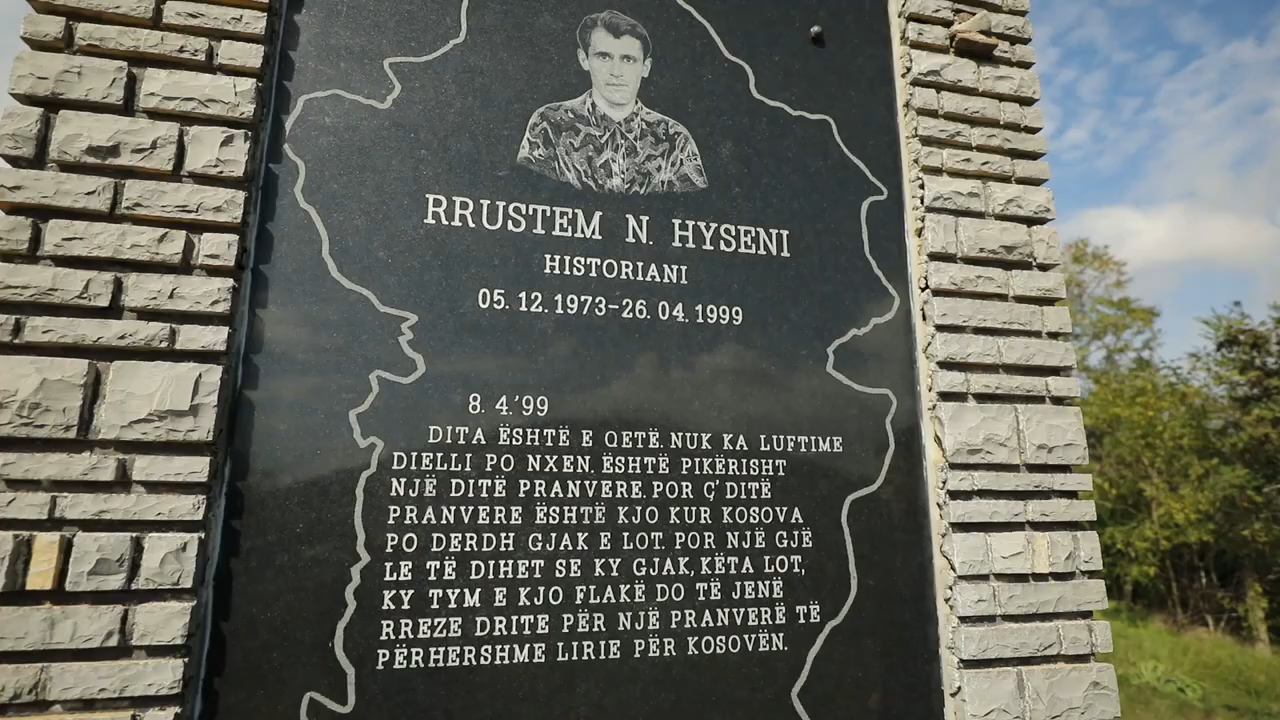 RRUSTEM N. HYSENI
HISTORIANI
05. 12. 1973-26. 04. 1999
8. 4.'99
DITA ËSHTË E QETË. NUK KA LUFTIME
DIELLI PO NXEN. ËSHTË PIKËRISHT
NJË DITË PRANVERE. POR Ç' DITË
PRANVERE ËSHTË KJO KUR KOSOVA
PO DERDH GJAK E LOT. POR NJË GJË
LE TË DIHET SE KY GJAK, KËTA LOT,
KY TYM E KJO FLAKË DO TË JENË
RREZE DRITE PËR NJË PRANVERË TË
PËRHERSHME LIRIE PËR KOSOVËN.